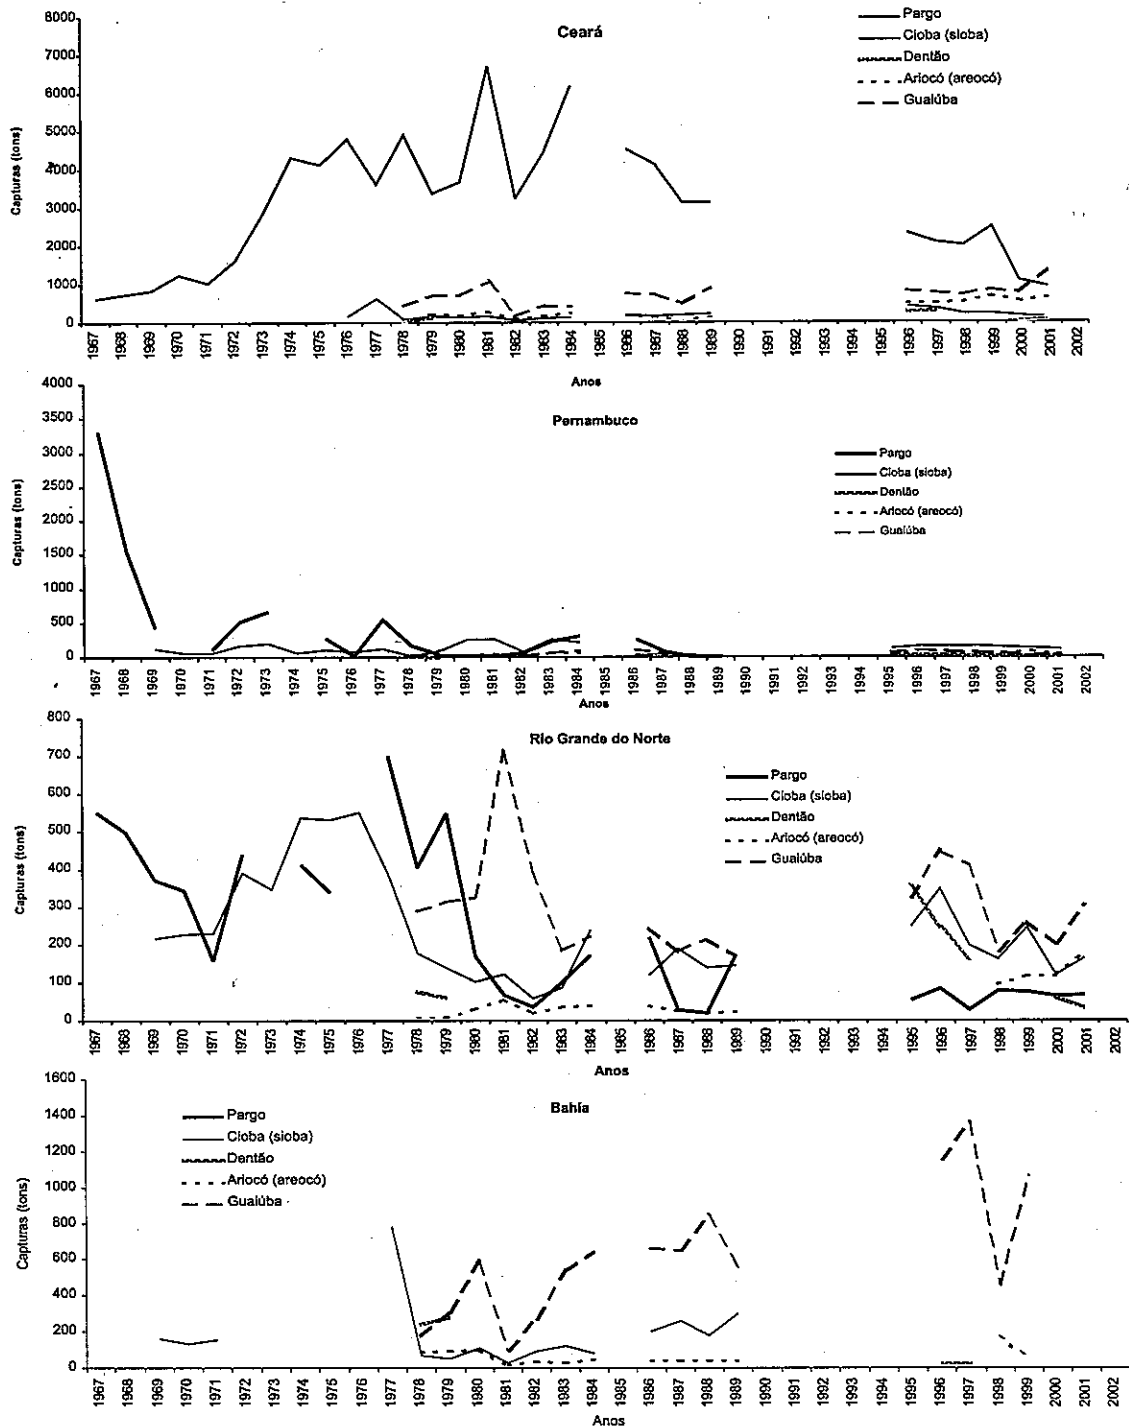 Ceará
Pargo
Cioba (sioba)
Dentão
Ariocó (areocó)
Gualúba
Capturas (tons)
8000
7000
6000
5000
4000
3000
2000
1000
0
1967 1968 1969 1970 1971 1972 1973 1974 1975 1976 1977 1978 1979 1980 1981 1982 1983 1984 1985 1986 1987 1988 1989 1990 1991 1992 1993 1994 1995 1996 1997 1998 1999 2000 2001 2002
Anos
Pernambuco
Pargo
Cioba (sioba)
Dentão
Ariocó (areocó)
Gualúba
Capturas (tons)
4000
3500
3000
2500
2000
1500
1000
500
0
1967 1968 1969 1970 1971 1972 1973 1974 1975 1976 1977 1978 1979 1980 1981 1982 1983 1984 1985 1986 1987 1988 1989 1990 1991 1992 1993 1994 1995 1996 1997 1998 1999 2000 2001 2002
Anos
Rio Grande do Norte
Pargo
Cioba (sioba)
Dentão
Ariocó (areocó)
Gualúba
Capturas (tons)
800
700
600
500
400
300
200
100
0
1967 1968 1969 1970 1971 1972 1973 1974 1975 1976 1977 1978 1979 1980 1981 1982 1983 1984 1985 1986 1987 1988 1989 1990 1991 1992 1993 1994 1995 1996 1997 1998 1999 2000 2001 2002
Anos
Bahía
Pargo
Cioba (sioba)
Dentão
Ariocó (areocó)
Gualúba
Capturas (tons)
1600
1400
1200
1000
800
600
400
200
0
1967 1968 1969 1970 1971 1972 1973 1974 1975 1976 1977 1978 1979 1980 1981 1982 1983 1984 1985 1986 1987 1988 1989 1990 1991 1992 1993 1994 1995 1996 1997 1998 1999 2000 2001 2002
Anos